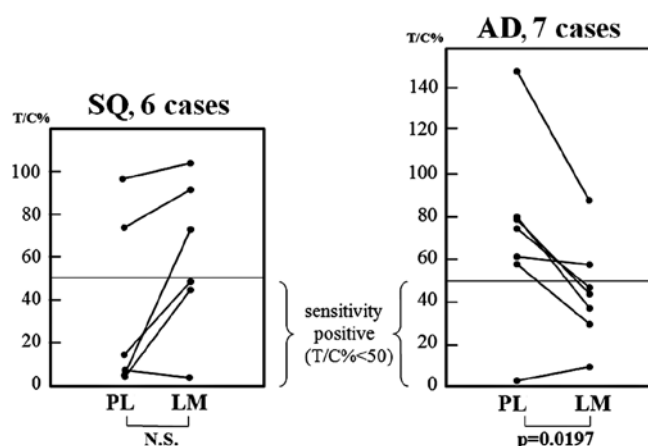 SQ, 6 cases
T/C%
100
80
60
40
20
0
PL LM
N.S.
sensitivity
positive
(T/C%<50)
AD, 7 cases
T/C%
140
120
100
80
60
40
20
0
PL LM
p=0.0197